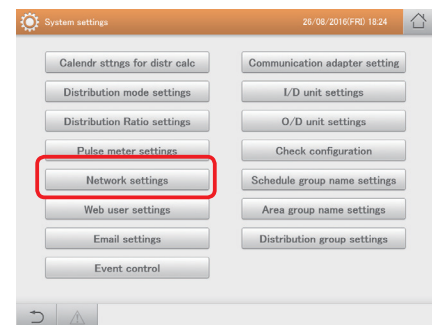 System settings 26/08/2016(FRI) 18:24
Calendr sttngs for distr calc
Communication adapter setting
Distribution mode settings
I/D unit settings
Distribution Ratio settings
O/D unit settings
Pulse meter settings
Check configuration
Network settings
Schedule group name settings
Web user settings
Area group name settings
Email settings
Distribution group settings
Event control